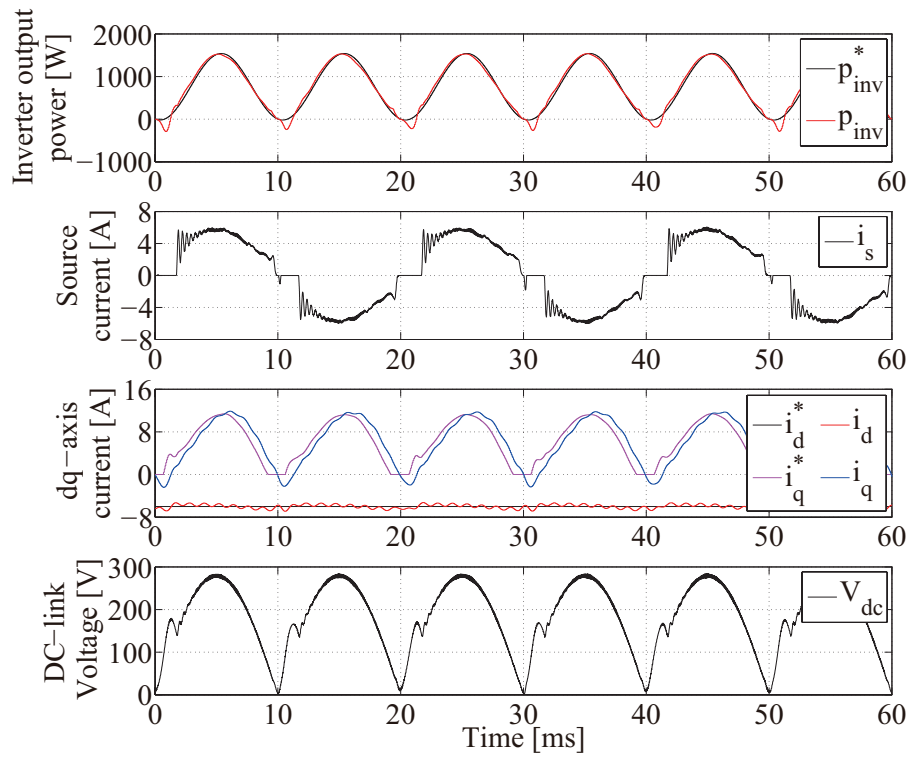 Inverter output
power [W]
2000
1000
0
−1000
p*inv
pinv
0 10 20 30 40 50 60
Source
current [A]
8
4
0
−4
−8
is
0 10 20 30 40 50 60
dq−axis
current [A]
16
8
0
−8
i*d id
i*q iq
0 10 20 30 40 50 60
DC−link
Voltage [V]
300
200
100
0
Vdc
0 10 20 30 40 50 60
Time [ms]